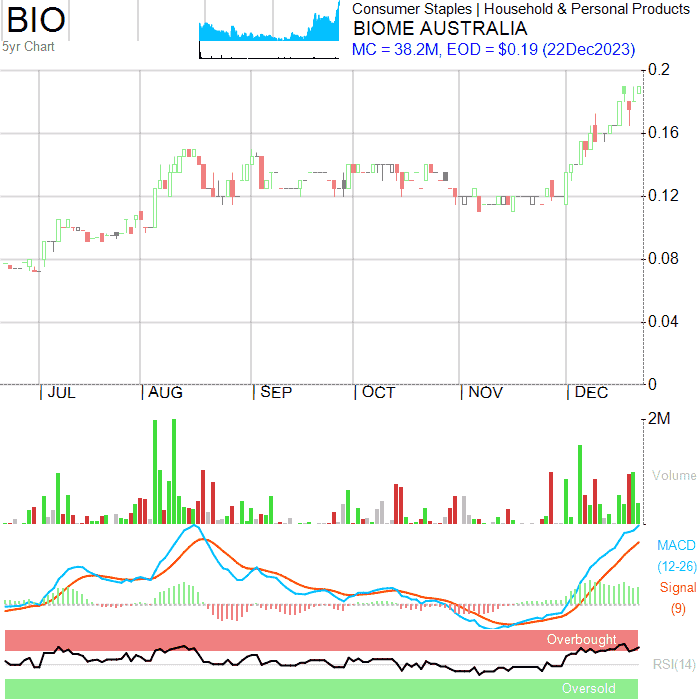 BIO
5yr Chart
Consumer Staples | Household & Personal Products
BIOME AUSTRALIA
MC = 38.2M, EOD = $0.19 (22Dec2023)
0.2
0.16
0.12
0.08
0.04
0
| JUL | AUG | SEP | OCT | NOV | DEC
2M
Volume
MACD
(12-26)
Signal
(9)
Overbought
RSI(14)
Oversold